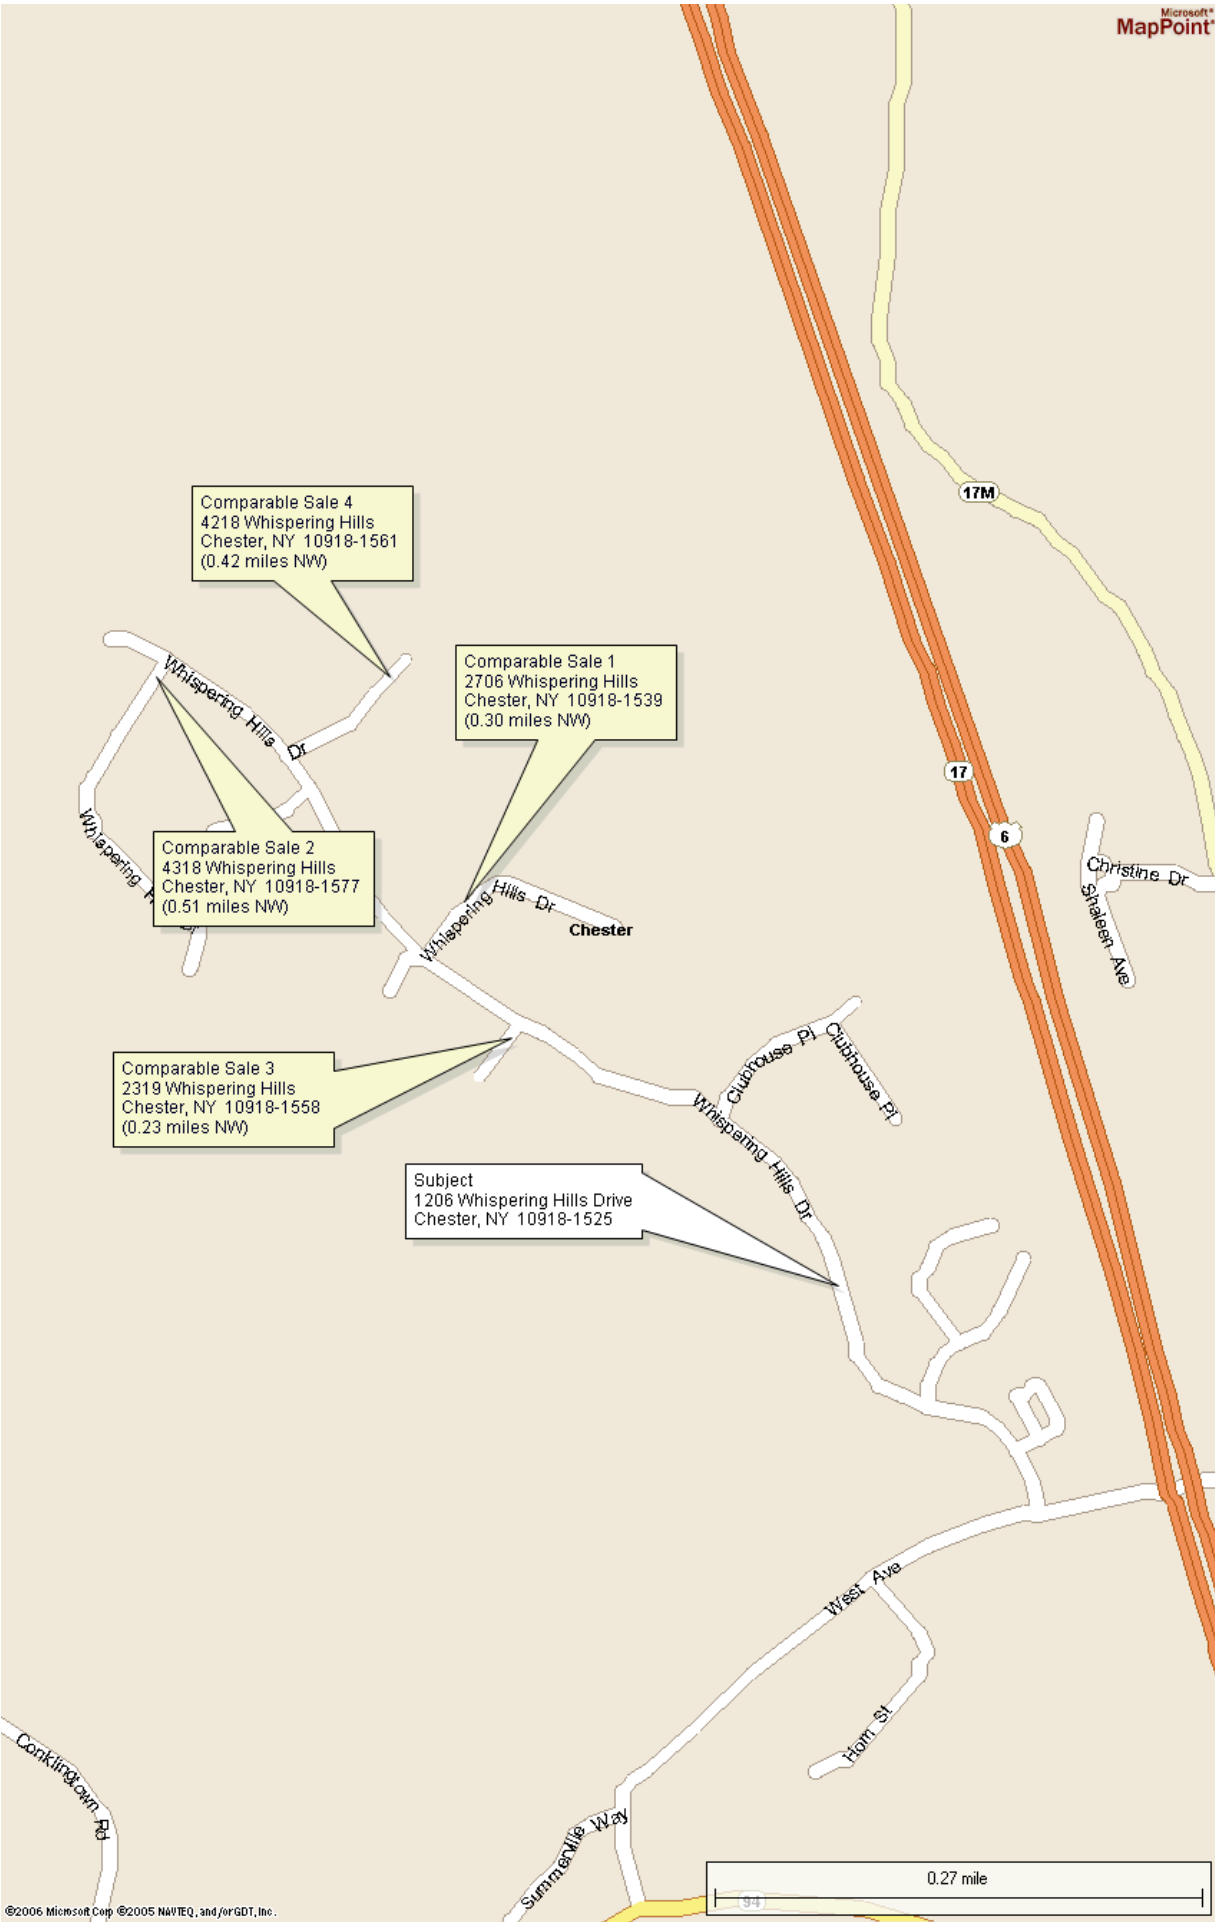 Microsoft®
MapPoint®
17M
Comparable Sale 4
4218 Whispering Hills
Chester, NY 10918-1561
(0.42 miles NW)
Comparable Sale 1
2706 Whispering Hills
Chester, NY 10918-1539
(0.30 miles NW)
Whispering Hills Dr
17
6
Comparable Sale 2
4318 Whispering Hills
Chester, NY 10918-1577
(0.51 miles NW)
Whispering
Christine Dr
Shaleen Ave
Whispering Hills Dr
Chester
Clubhouse Pl
Clubhouse Pl
Comparable Sale 3
2319 Whispering Hills
Chester, NY 10918-1558
(0.23 miles NW)
Whispering Hills Dr
Subject
1206 Whispering Hills Drive
Chester, NY 10918-1525
West Ave
Hom St
Conklingtown Rd
Summerville Way
0.27 mile
94
©2006 Microsoft Corp ©2005 NAVTEQ, and/or GDT, Inc.